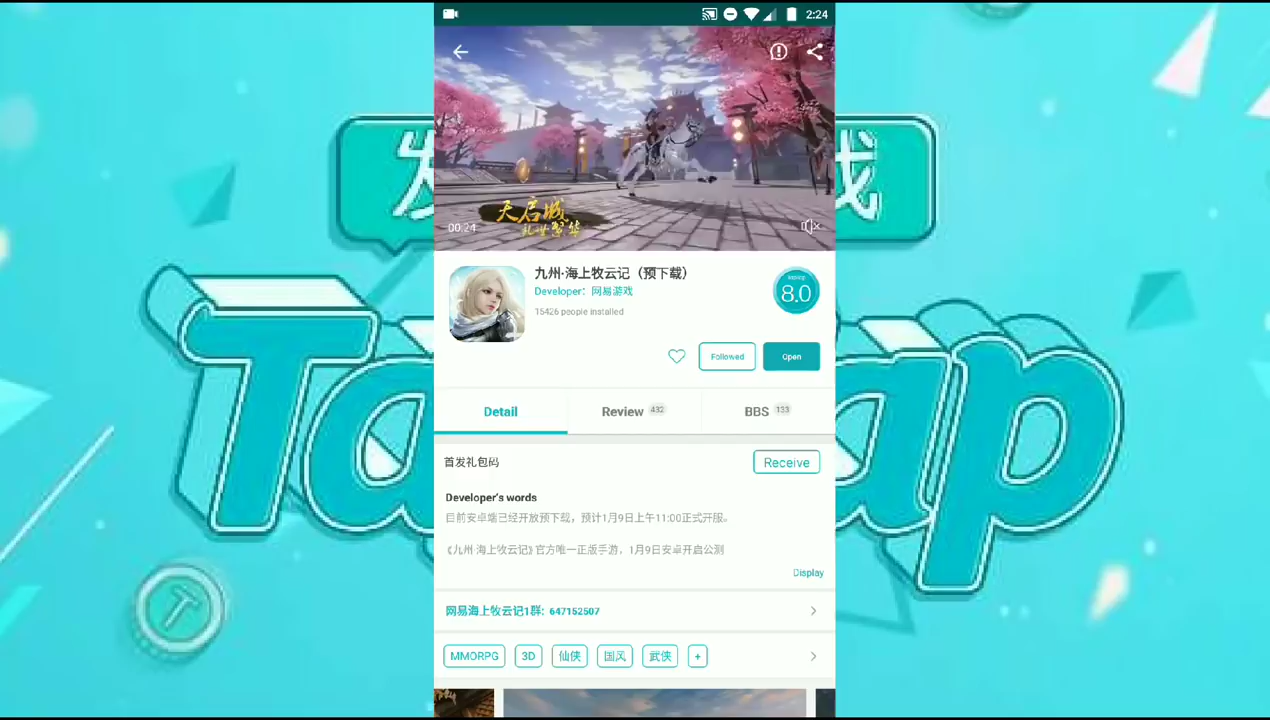 2:24
天启城
乱世繁华
00:24
九州·海上牧云记（预下载）
Developer: 网易游戏
15426 people installed
8.0
Followed
Open
Detail
Review 432
BBS 133
首发礼包码
Receive
Developer's words
目前安卓端已经开放预下载，预计1月9日上午11:00正式开服。
《九州·海上牧云记》官方唯一正版手游，1月9日安卓开启公测
Display
网易海上牧云记1群: 647152507
MMORPG
3D
仙侠
国风
武侠
+